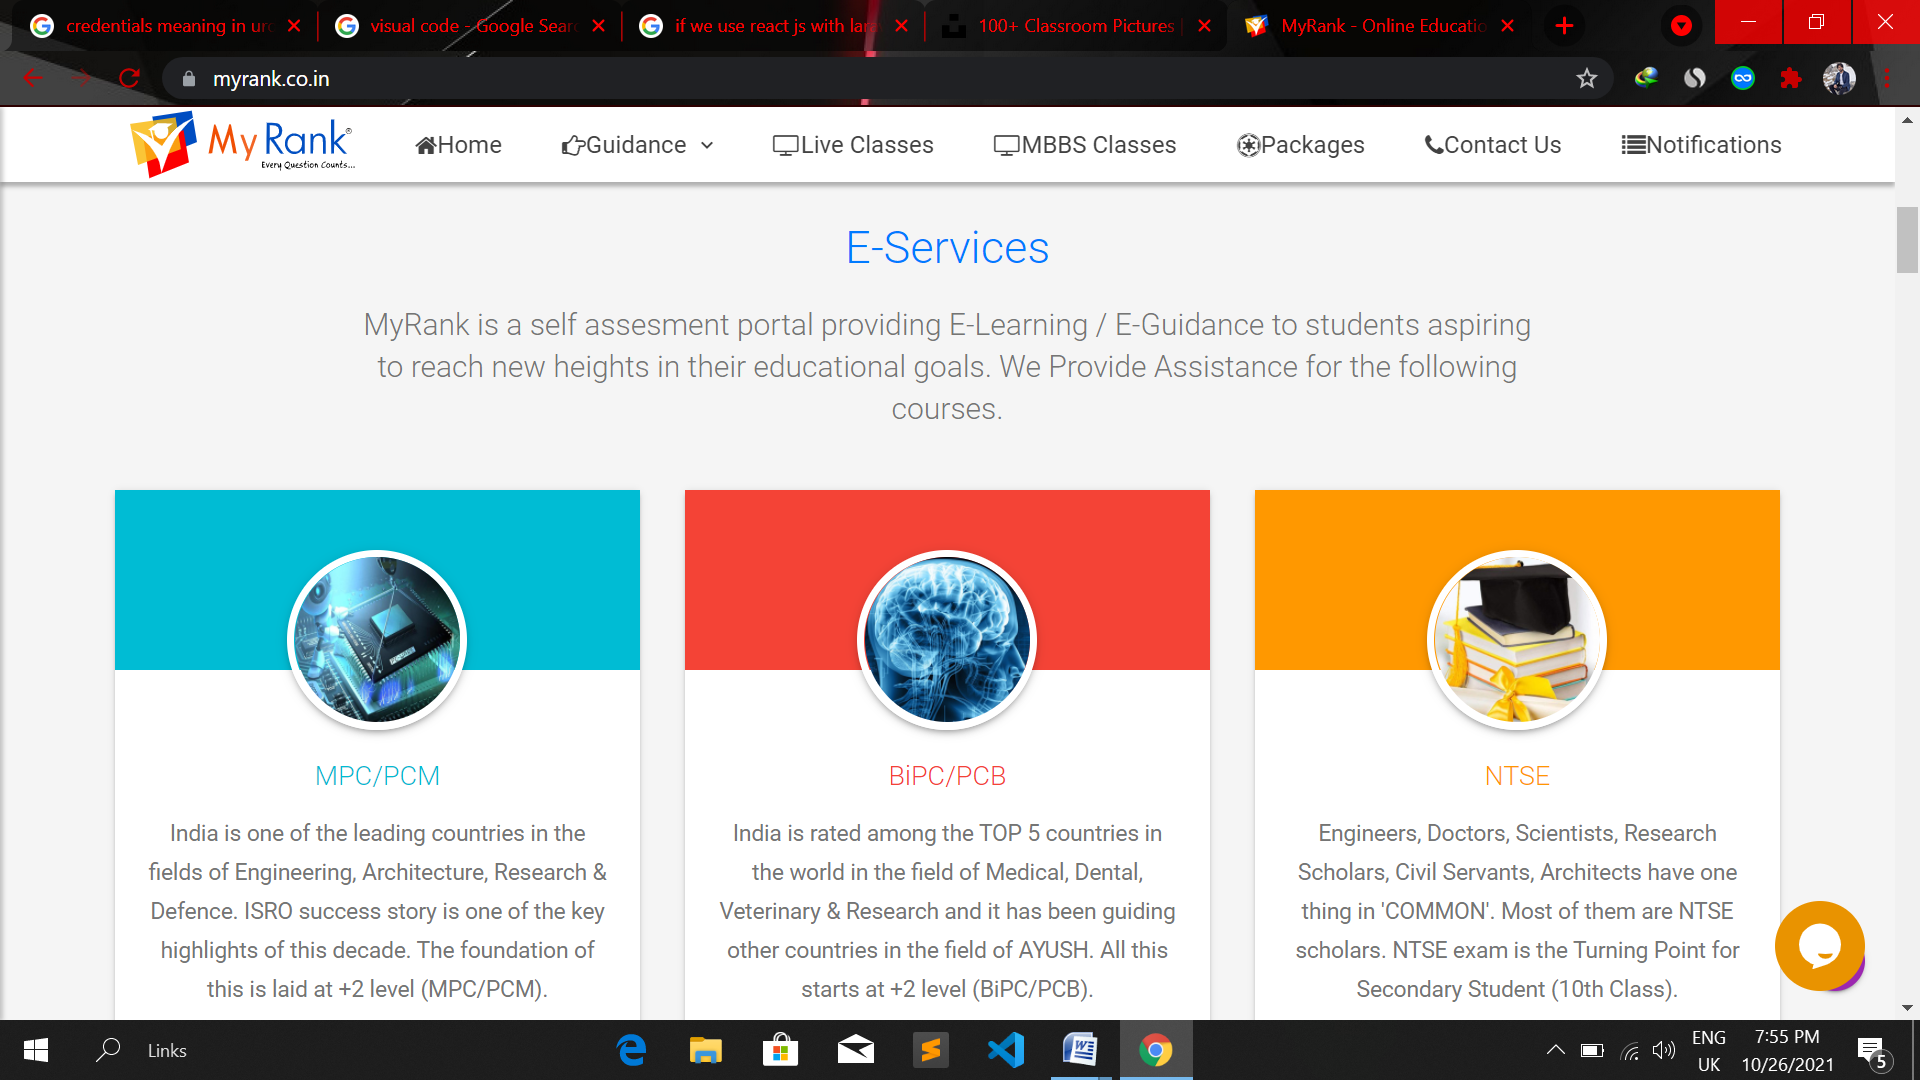 credentials meaning in urd
visual code - Google Sear
if we use react js with lara
100+ Classroom Pictures |
MyRank - Online Educatio
myrank.co.in
My Rank®
Every Question Counts...
Home
Guidance
Live Classes
MBBS Classes
Packages
Contact Us
Notifications
E-Services
MyRank is a self assesment portal providing E-Learning / E-Guidance to students aspiring
to reach new heights in their educational goals. We Provide Assistance for the following
courses.
MPC/PCM
India is one of the leading countries in the
fields of Engineering, Architecture, Research &
Defence. ISRO success story is one of the key
highlights of this decade. The foundation of
this is laid at +2 level (MPC/PCM).
BiPC/PCB
India is rated among the TOP 5 countries in
the world in the field of Medical, Dental,
Veterinary & Research and it has been guiding
other countries in the field of AYUSH. All this
starts at +2 level (BiPC/PCB).
NTSE
Engineers, Doctors, Scientists, Research
Scholars, Civil Servants, Architects have one
thing in 'COMMON'. Most of them are NTSE
scholars. NTSE exam is the Turning Point for
Secondary Student (10th Class).
Links
ENG
UK
7:55 PM
10/26/2021
5